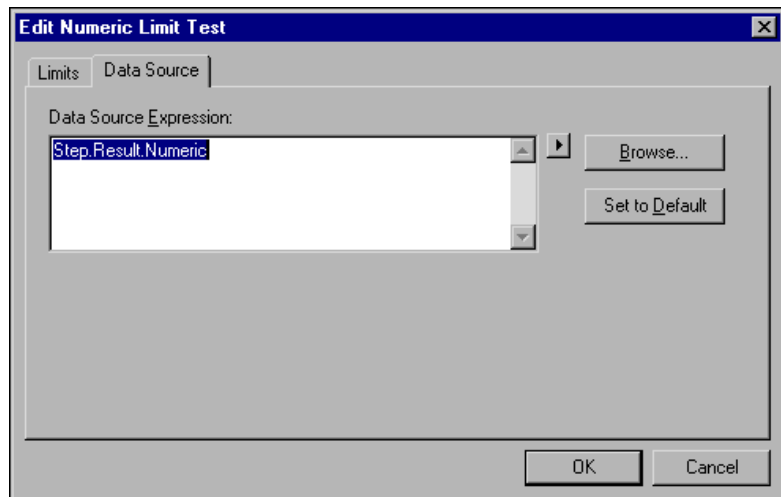 Edit Numeric Limit Test
Limits Data Source
Data Source Expression:
Step.Result.Numeric
Browse...
Set to Default
OK Cancel